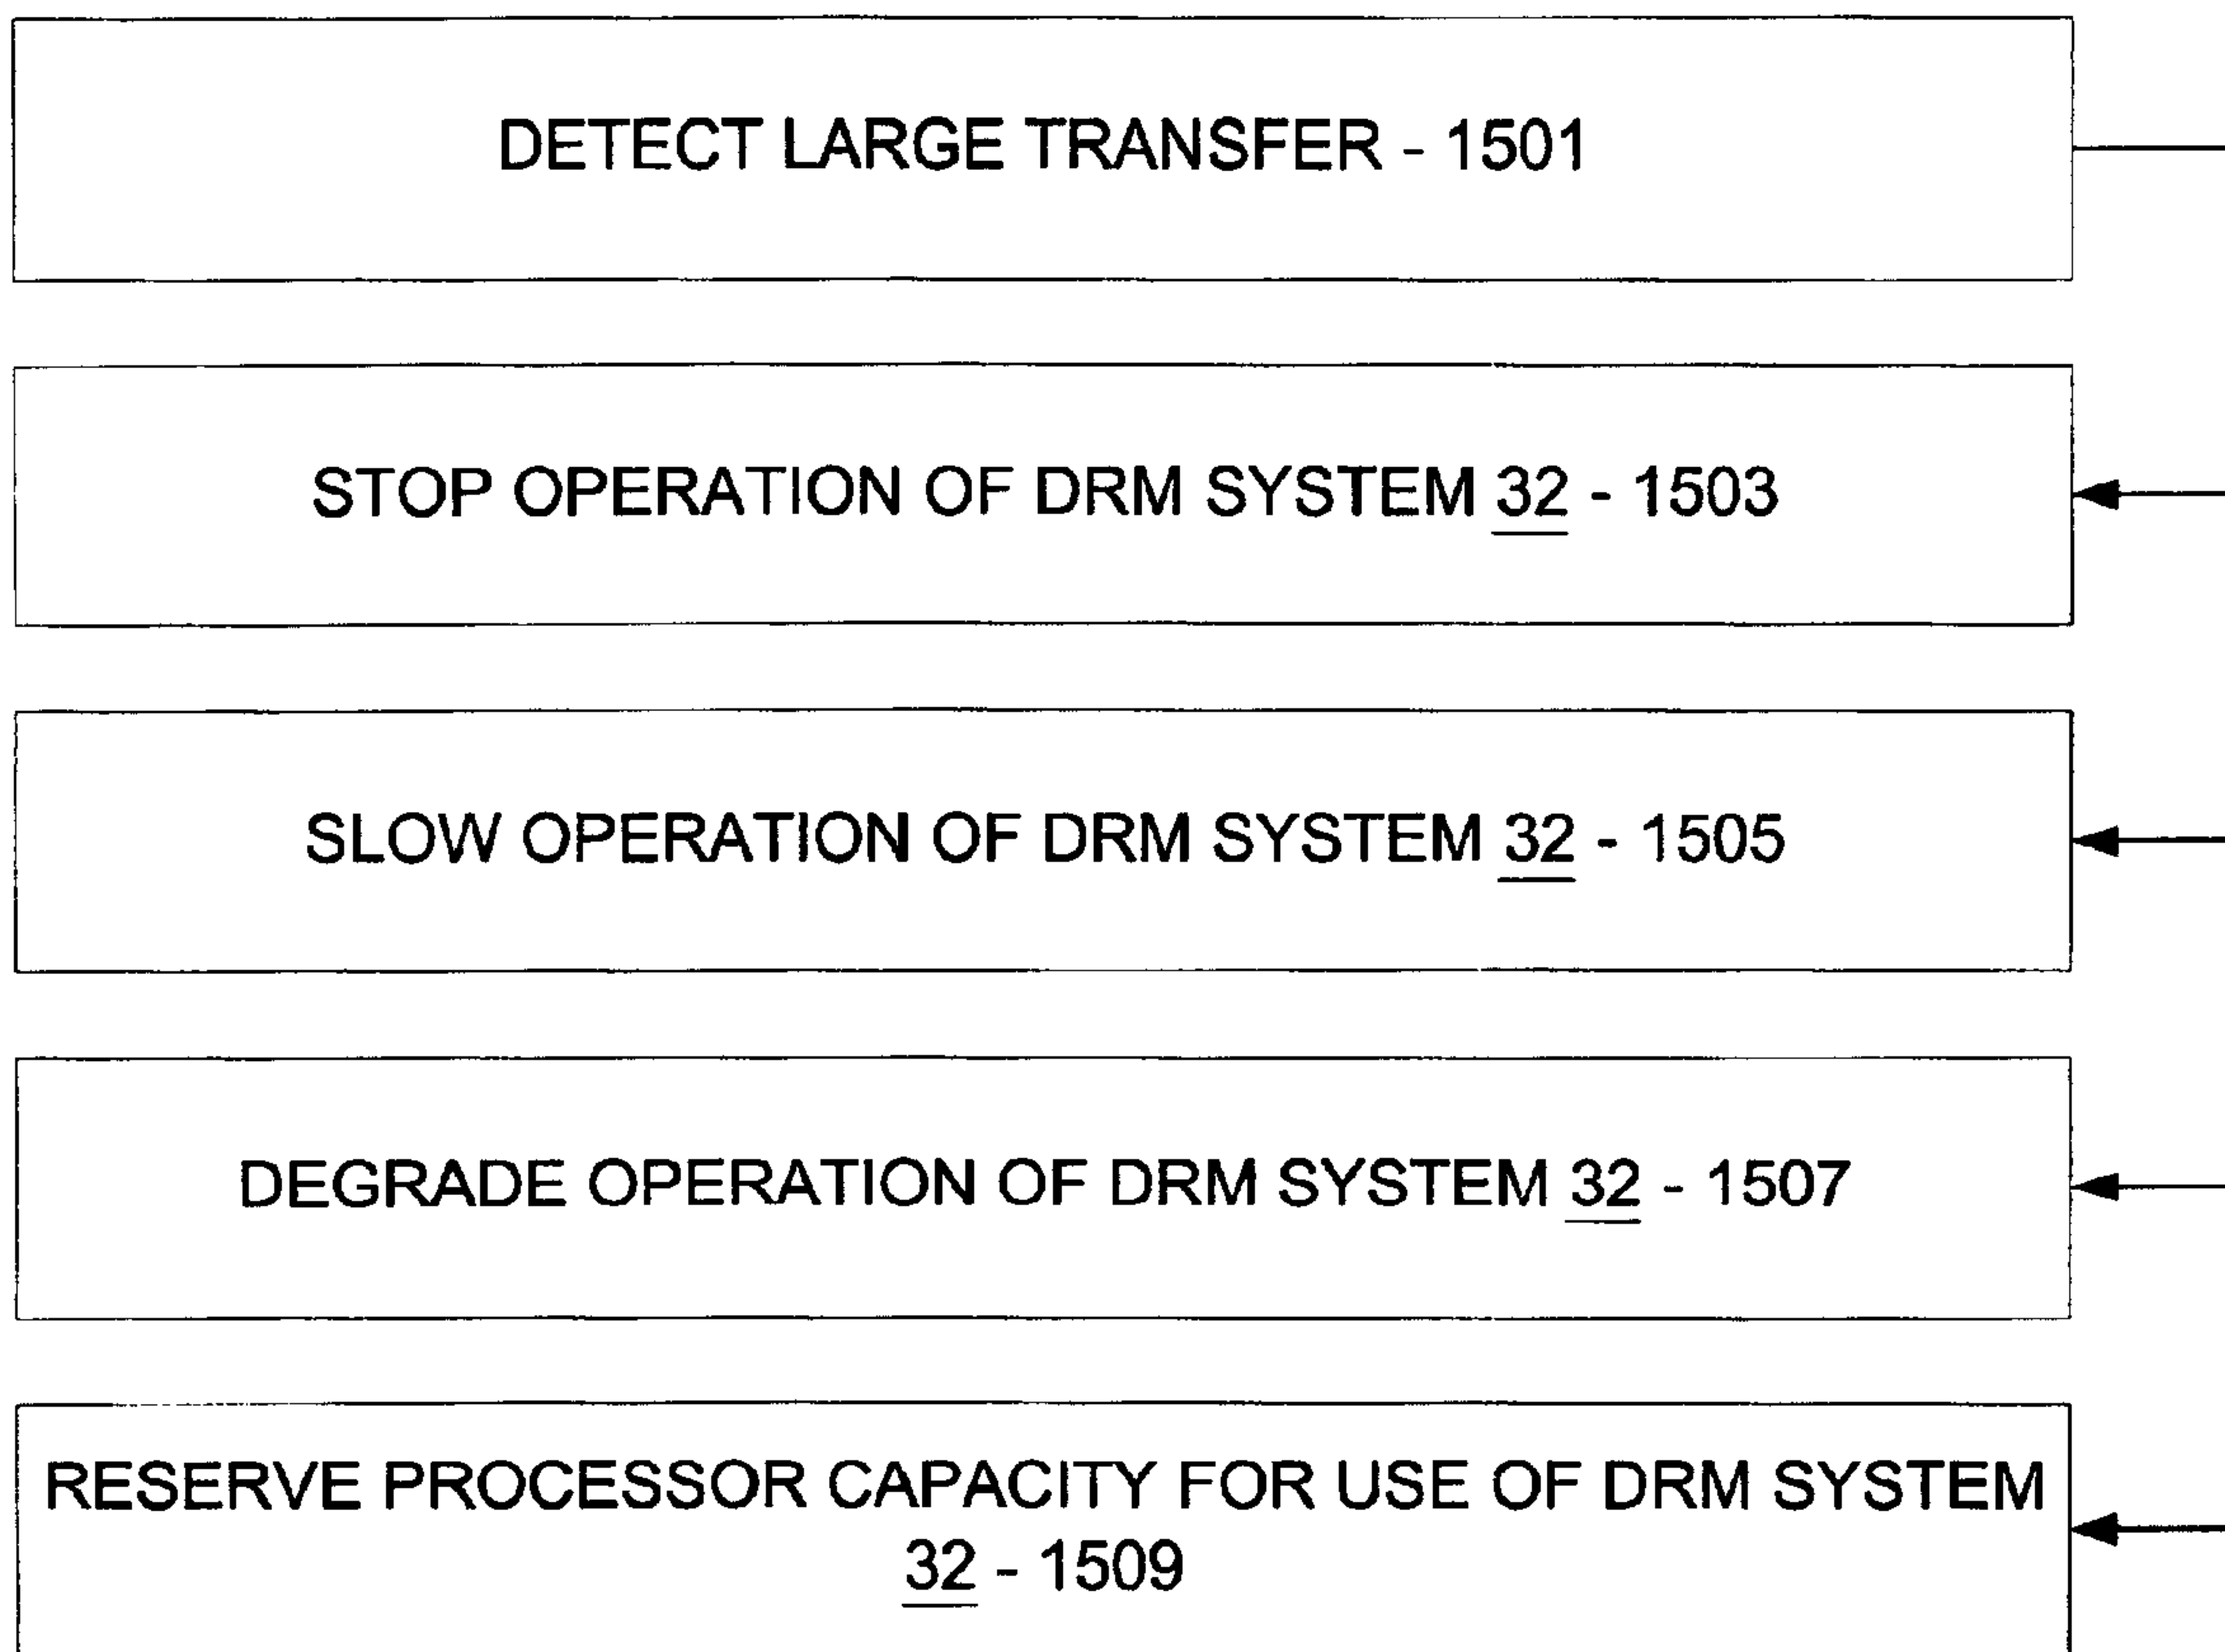 DETECT LARGE TRANSFER - 1501
STOP OPERATION OF DRM SYSTEM 32 - 1503
SLOW OPERATION OF DRM SYSTEM 32 - 1505
DEGRADE OPERATION OF DRM SYSTEM 32 - 1507
RESERVE PROCESSOR CAPACITY FOR USE OF DRM SYSTEM
32 - 1509